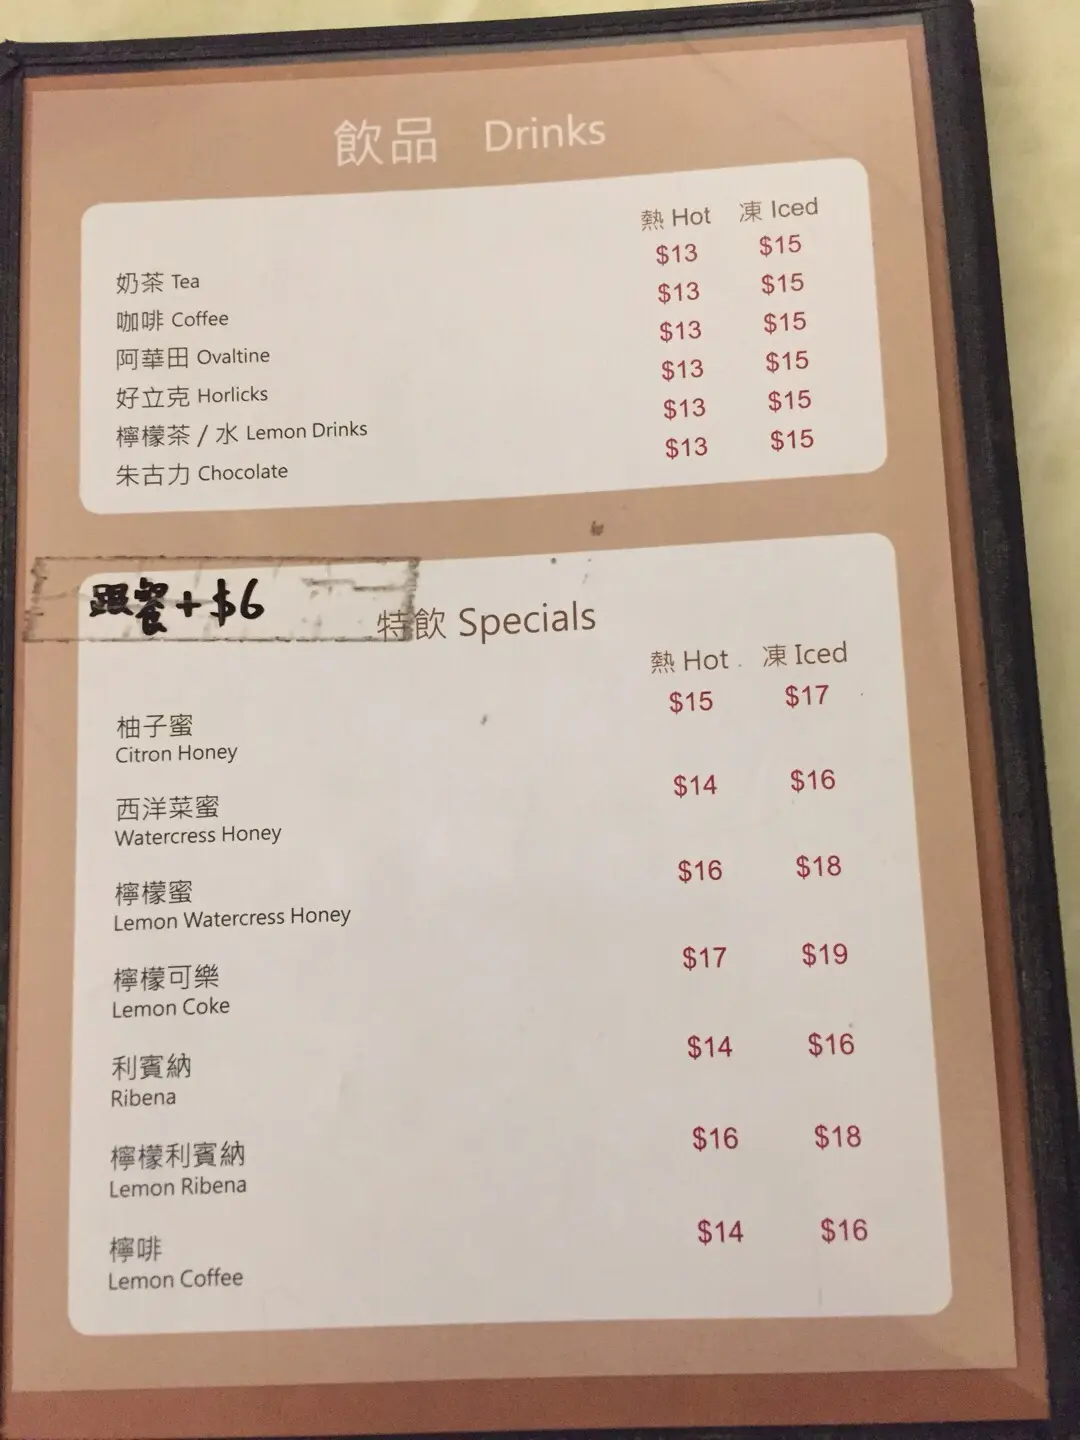 飲品 Drinks
熱 Hot 凍 Iced
奶茶 Tea $13 $15
咖啡 Coffee $13 $15
阿華田 Ovaltine $13 $15
好立克 Horlicks $13 $15
檸檬茶 / 水 Lemon Drinks $13 $15
朱古力 Chocolate $13 $15
跟餐+$6
特飲 Specials
熱 Hot 凍 Iced
柚子蜜 $15 $17
Citron Honey
西洋菜蜜 $14 $16
Watercress Honey
檸檬蜜 $16 $18
Lemon Watercress Honey
檸檬可樂 $17 $19
Lemon Coke
利賓納 $14 $16
Ribena
檸檬利賓納 $16 $18
Lemon Ribena
檸啡 $14 $16
Lemon Coffee